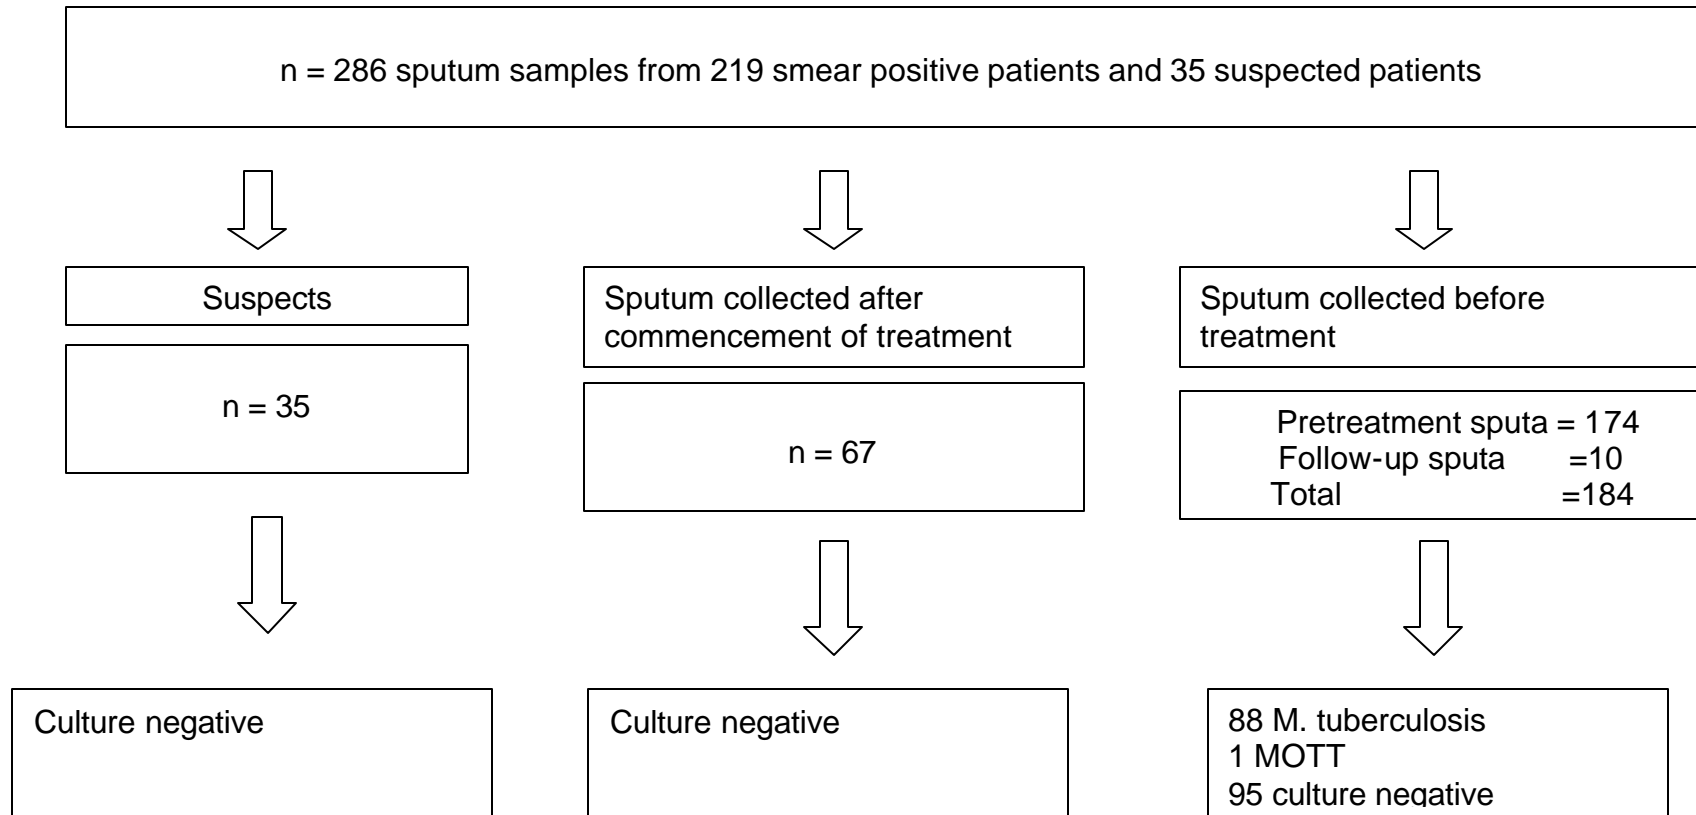 n = 286 sputum samples from 219 smear positive patients and 35 suspected patients
Suspects
n = 35
Culture negative
Sputum collected after
commencement of treatment
n = 67
Culture negative
Sputum collected before
treatment
Pretreatment sputa = 174
Follow-up sputa =10
Total =184
88 M. tuberculosis
1 MOTT
95 culture negative